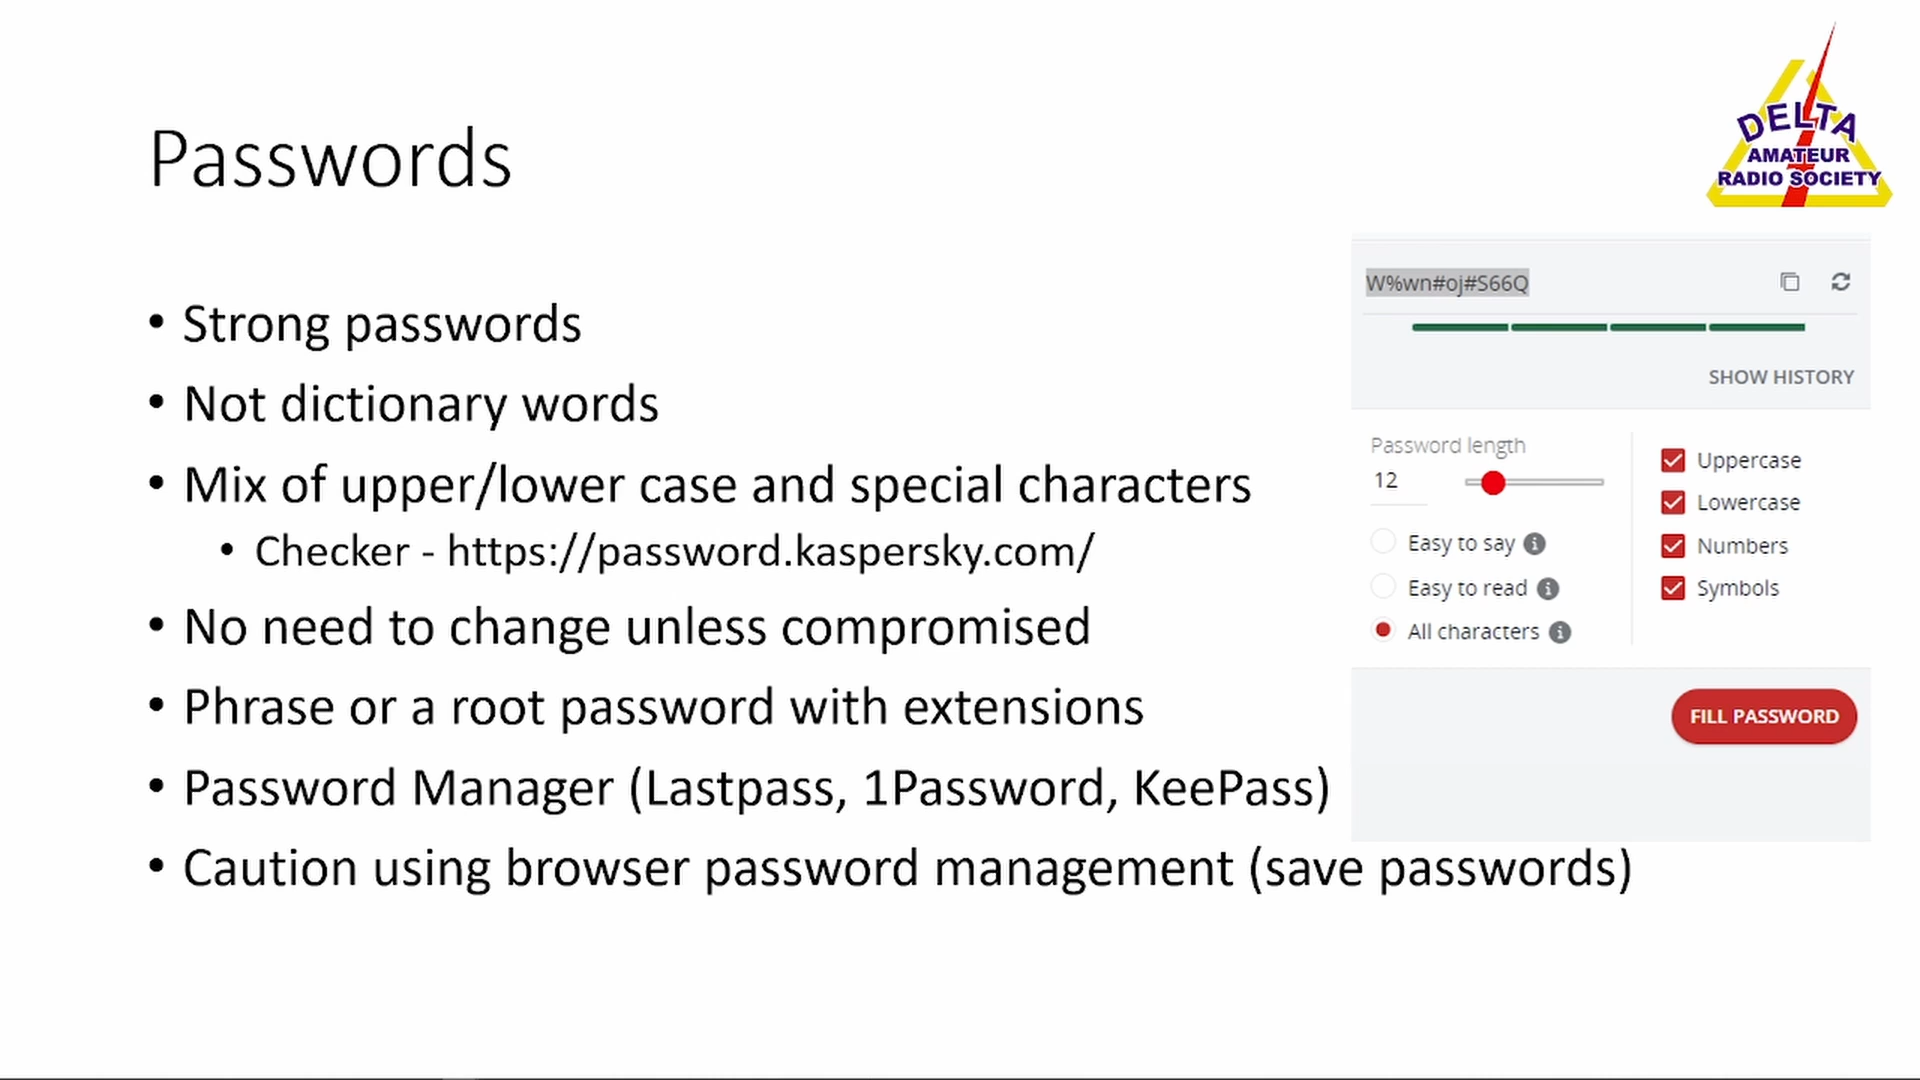 DELTA
AMATEUR
RADIO SOCIETY
Passwords
• Strong passwords
• Not dictionary words
• Mix of upper/lower case and special characters
• Checker - https://password.kaspersky.com/
• No need to change unless compromised
• Phrase or a root password with extensions
• Password Manager (Lastpass, 1Password, KeePass)
• Caution using browser password management (save passwords)
W%wn#oj#S66Q
SHOW HISTORY
Password length
12
Easy to say
Easy to read
All characters
Uppercase
Lowercase
Numbers
Symbols
FILL PASSWORD